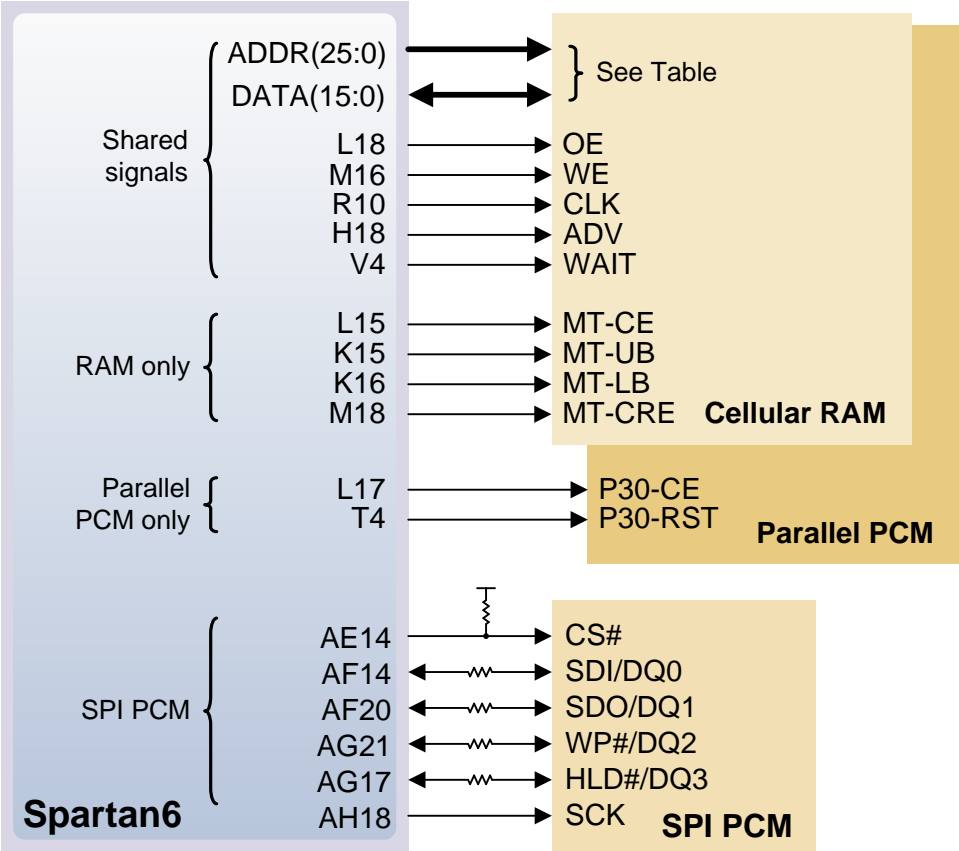 ADDR(25:0)
DATA(15:0)
See Table
Shared
signals
L18 OE
M16 WE
R10 CLK
H18 ADV
V4 WAIT
RAM only
L15 MT-CE
K15 MT-UB
K16 MT-LB
M18 MT-CRE
Cellular RAM
Parallel
PCM only
L17 P30-CE
T4 P30-RST
Parallel PCM
SPI PCM
AE14 CS#
AF14 SDI/DQ0
AF20 SDO/DQ1
AG21 WP#/DQ2
AG17 HLD#/DQ3
AH18 SCK
Spartan6
SPI PCM